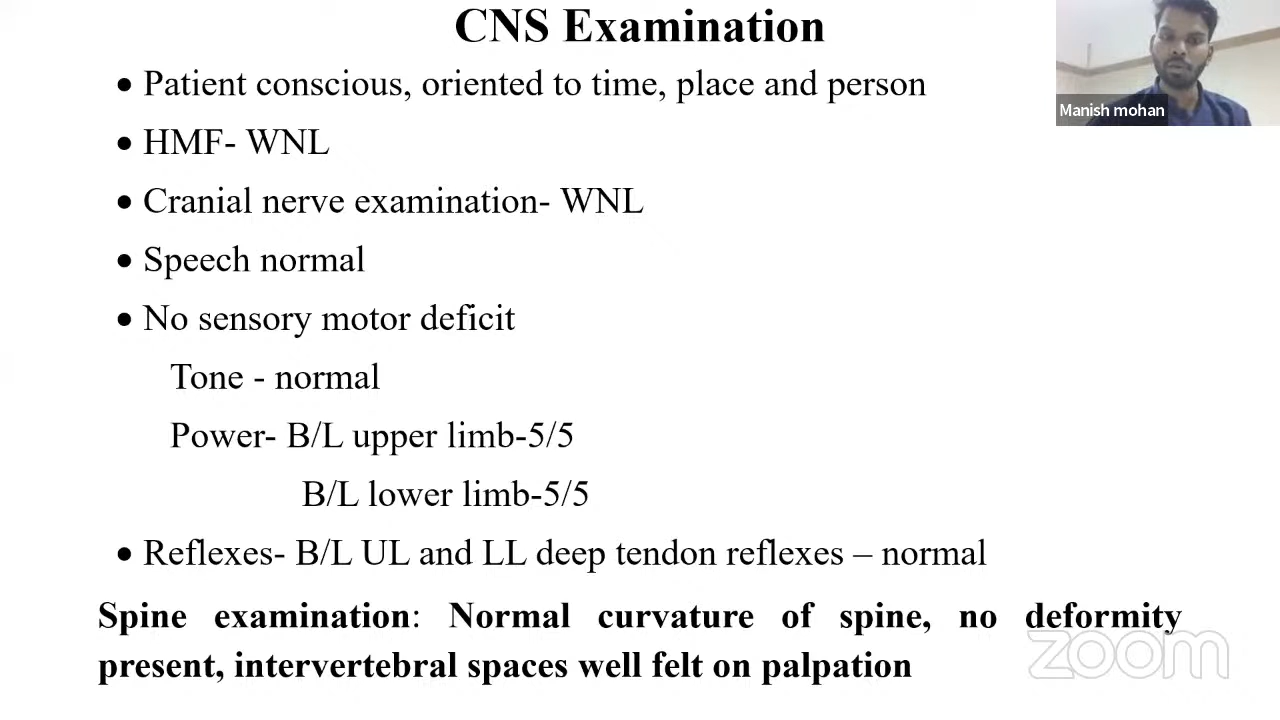 CNS Examination
• Patient conscious, oriented to time, place and person
• HMF- WNL
• Cranial nerve examination- WNL
• Speech normal
• No sensory motor deficit
Tone - normal
Power- B/L upper limb-5/5
B/L lower limb-5/5
• Reflexes- B/L UL and LL deep tendon reflexes – normal
Spine examination: Normal curvature of spine, no deformity
present, intervertebral spaces well felt on palpation
Manish mohan
zoom